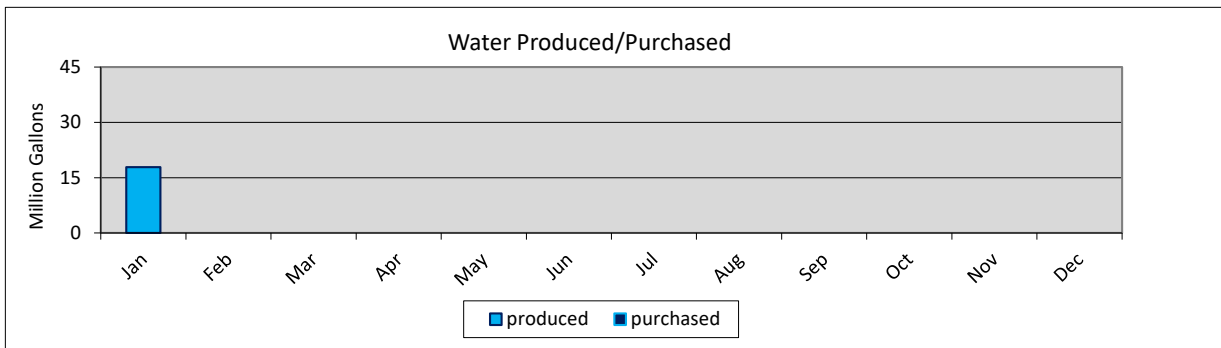 Water Produced/Purchased
45
30
15
0
Million Gallons
Jan Feb Mar Apr May Jun Jul Aug Sep Oct Nov Dec
produced purchased